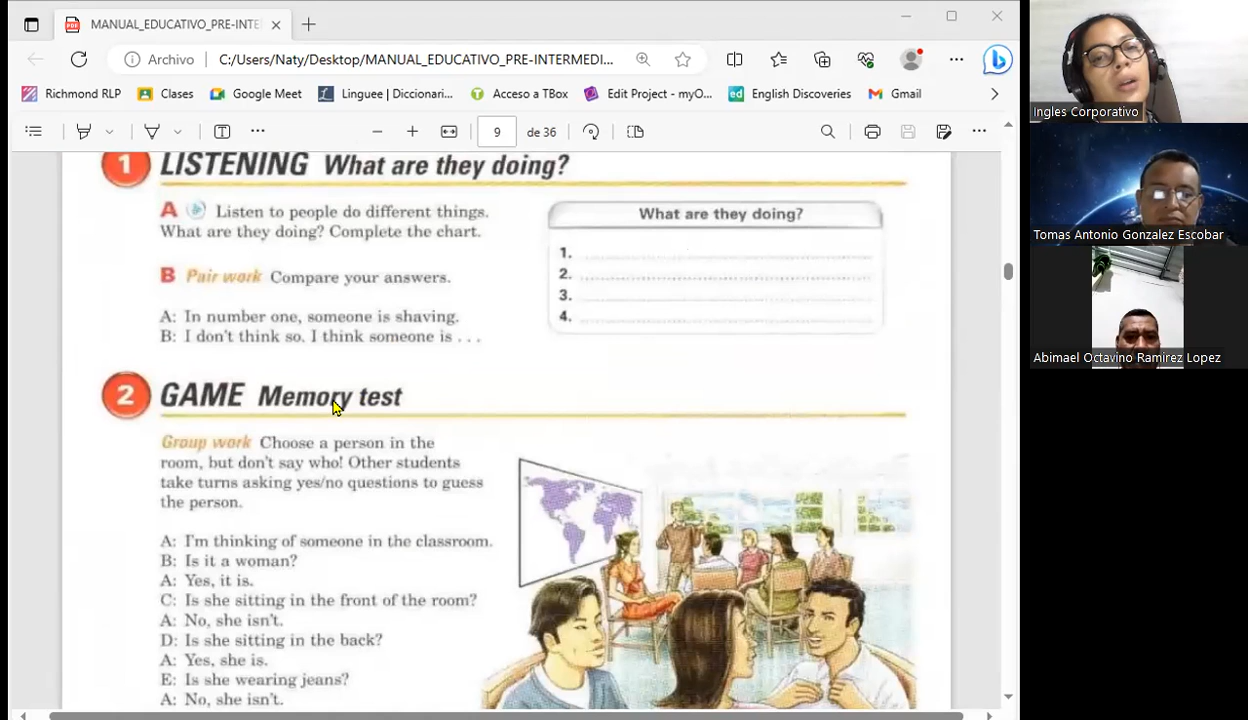 MANUAL_EDUCATIVO_PRE-INTE
Archivo
C:/Users/Naty/Desktop/MANUAL_EDUCATIVO_PRE-INTERMEDI...
Richmond RLP
Clases
Google Meet
Linguee | Diccionari...
Acceso a TBox
Edit Project - myO...
English Discoveries
Gmail
9 de 36
1 LISTENING What are they doing?
A Listen to people do different things.
What are they doing? Complete the chart.
B Pair work Compare your answers.
A: In number one, someone is shaving.
B: I don't think so. I think someone is . . .
What are they doing?
1.
2.
3.
4.
2 GAME Memory test
Group work Choose a person in the
room, but don't say who! Other students
take turns asking yes/no questions to guess
the person.
A: I'm thinking of someone in the classroom.
B: Is it a woman?
A: Yes, it is.
C: Is she sitting in the front of the room?
A: No, she isn't.
D: Is she sitting in the back?
A: Yes, she is.
E: Is she wearing jeans?
A: No, she isn't.
Ingles Corporativo
Tomas Antonio Gonzalez Escobar
Abimael Octavino Ramirez Lopez